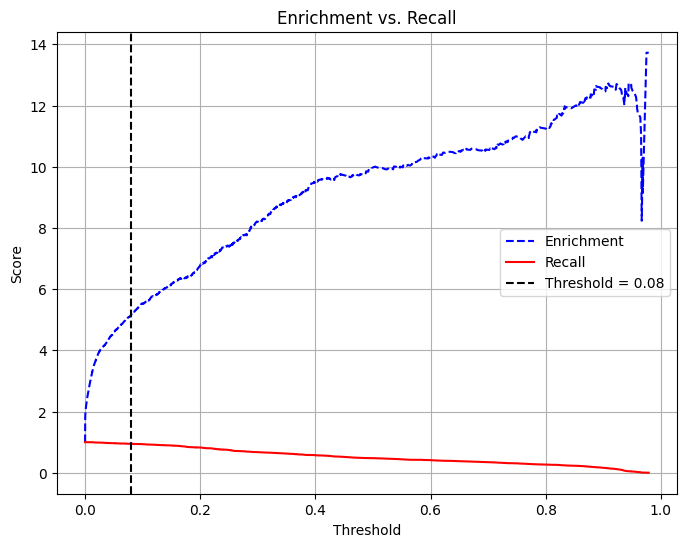 Enrichment vs. Recall
14
12
10
8
6
4
2
0
Score
Enrichment
Recall
Threshold = 0.08
0.0 0.2 0.4 0.6 0.8 1.0
Threshold